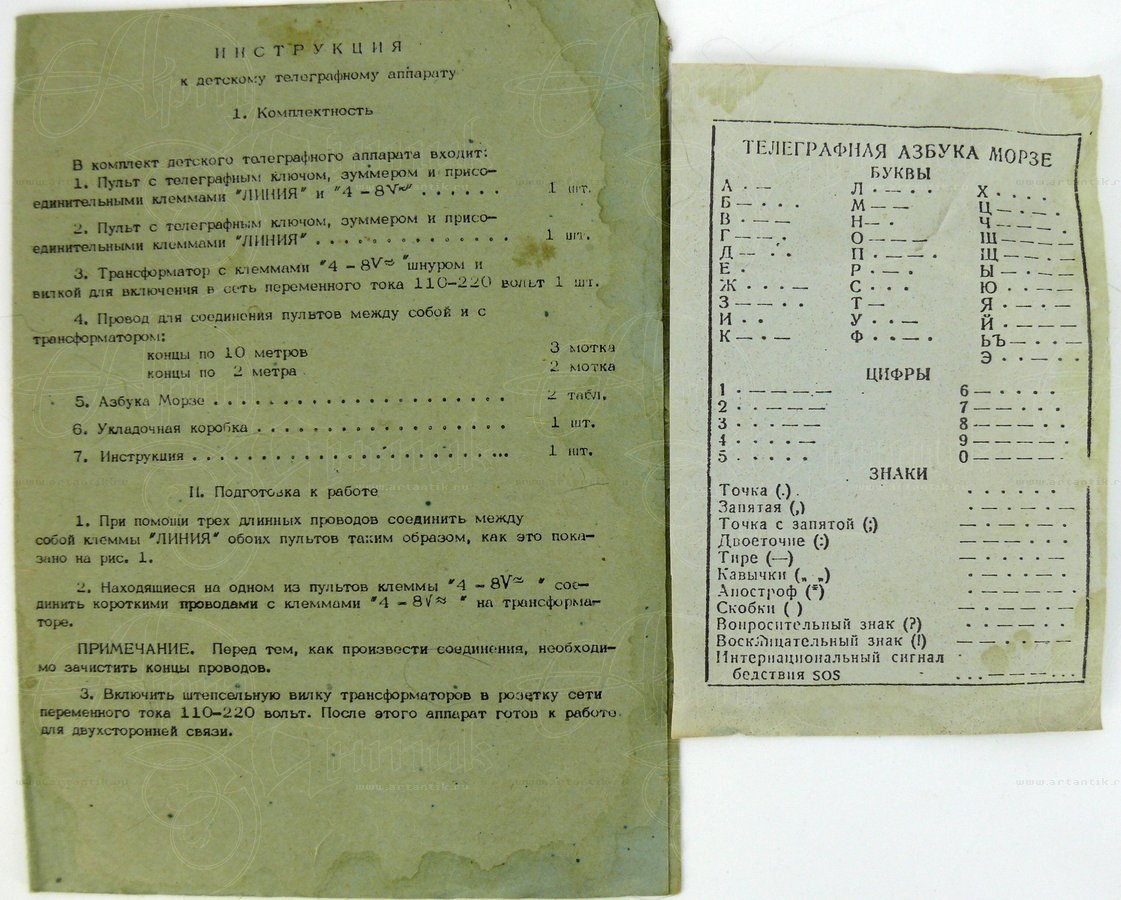 ИНСТРУКЦИЯ
к детскому телеграфному аппарату
1. Комплектность
В комплект детского телеграфного аппарата входит:
1. Пульт с телеграфным ключом, зуммером и присо-
единительными клеммами "ЛИНИЯ" и "4 – 8V≈" . . . . . . 1 шт.
2. Пульт с телеграфным ключом, зуммером и присо-
единительными клеммами "ЛИНИЯ" . . . . . . . . . . . . . 1 шт.
3. Трансформатор с клеммами "4 – 8V≈" шнуром и
вилкой для включения в сеть переменного тока 110–220 вольт 1 шт.
4. Провод для соединения пультов между собой и с
трансформатором:
концы по 10 метров 3 мотка
концы по 2 метра 2 мотка
5. Азбука Морзе . . . . . . . . . . . . . . . . . . . . 2 табл.
6. Укладочная коробка . . . . . . . . . . . . . . . . . 1 шт.
7. Инструкция . . . . . . . . . . . . . . . . . . . . . . . 1 шт.
II. Подготовка к работе
1. При помощи трех длинных проводов соединить между
собой клеммы "ЛИНИЯ" обоих пультов таким образом, как это пока-
зано на рис. 1.
2. Находящиеся на одном из пультов клеммы "4 – 8V≈ " сое-
динить короткими проводами с клеммами "4 – 8V≈ " на трансформа-
торе.
ПРИМЕЧАНИЕ. Перед тем, как произвести соединения, необходи-
мо зачистить концы проводов.
3. Включить штепсельную вилку трансформаторов в розетку сети
переменного тока 110–220 вольт. После этого аппарат готов к работе
для двухсторонней связи.
ТЕЛЕГРАФНАЯ АЗБУКА МОРЗЕ
БУКВЫ
А · — Л · — · · Х · · · ·
Б — · · · М — — Ц — · — ·
В · — — Н — · Ч — — — ·
Г — — · О — — — Ш — — — —
Д — · · П · — — · Щ — — · —
Е · Р · — · Ы — · — —
Ж · · · — С · · · Ю · · — —
З — — · · Т — Я · — · —
И · · У · · — Й · — — —
К — · — Ф · · — · ЬЪ — · · —
Э · · — · ·
ЦИФРЫ
1 · — — — — 6 — · · · ·
2 · · — — — 7 — — · · ·
3 · · · — — 8 — — — · ·
4 · · · · — 9 — — — — ·
5 · · · · · 0 — — — — —
ЗНАКИ
Точка (.) · · · · · ·
Запятая (,) · — · — · —
Точка с запятой (;) — · — · — ·
Двоеточие (:) — — — · · ·
Тире (—) — · · · · —
Кавычки („ „) · — · · — ·
Апостроф (") · — — — — ·
Скобки ( ) — · — — · —
Вопросительный знак (?) · · — — · ·
Восклицательный знак (!) — — · · — —
Интернациональный сигнал
бедствия SOS . . . — — — . . .
www.artantik.ru